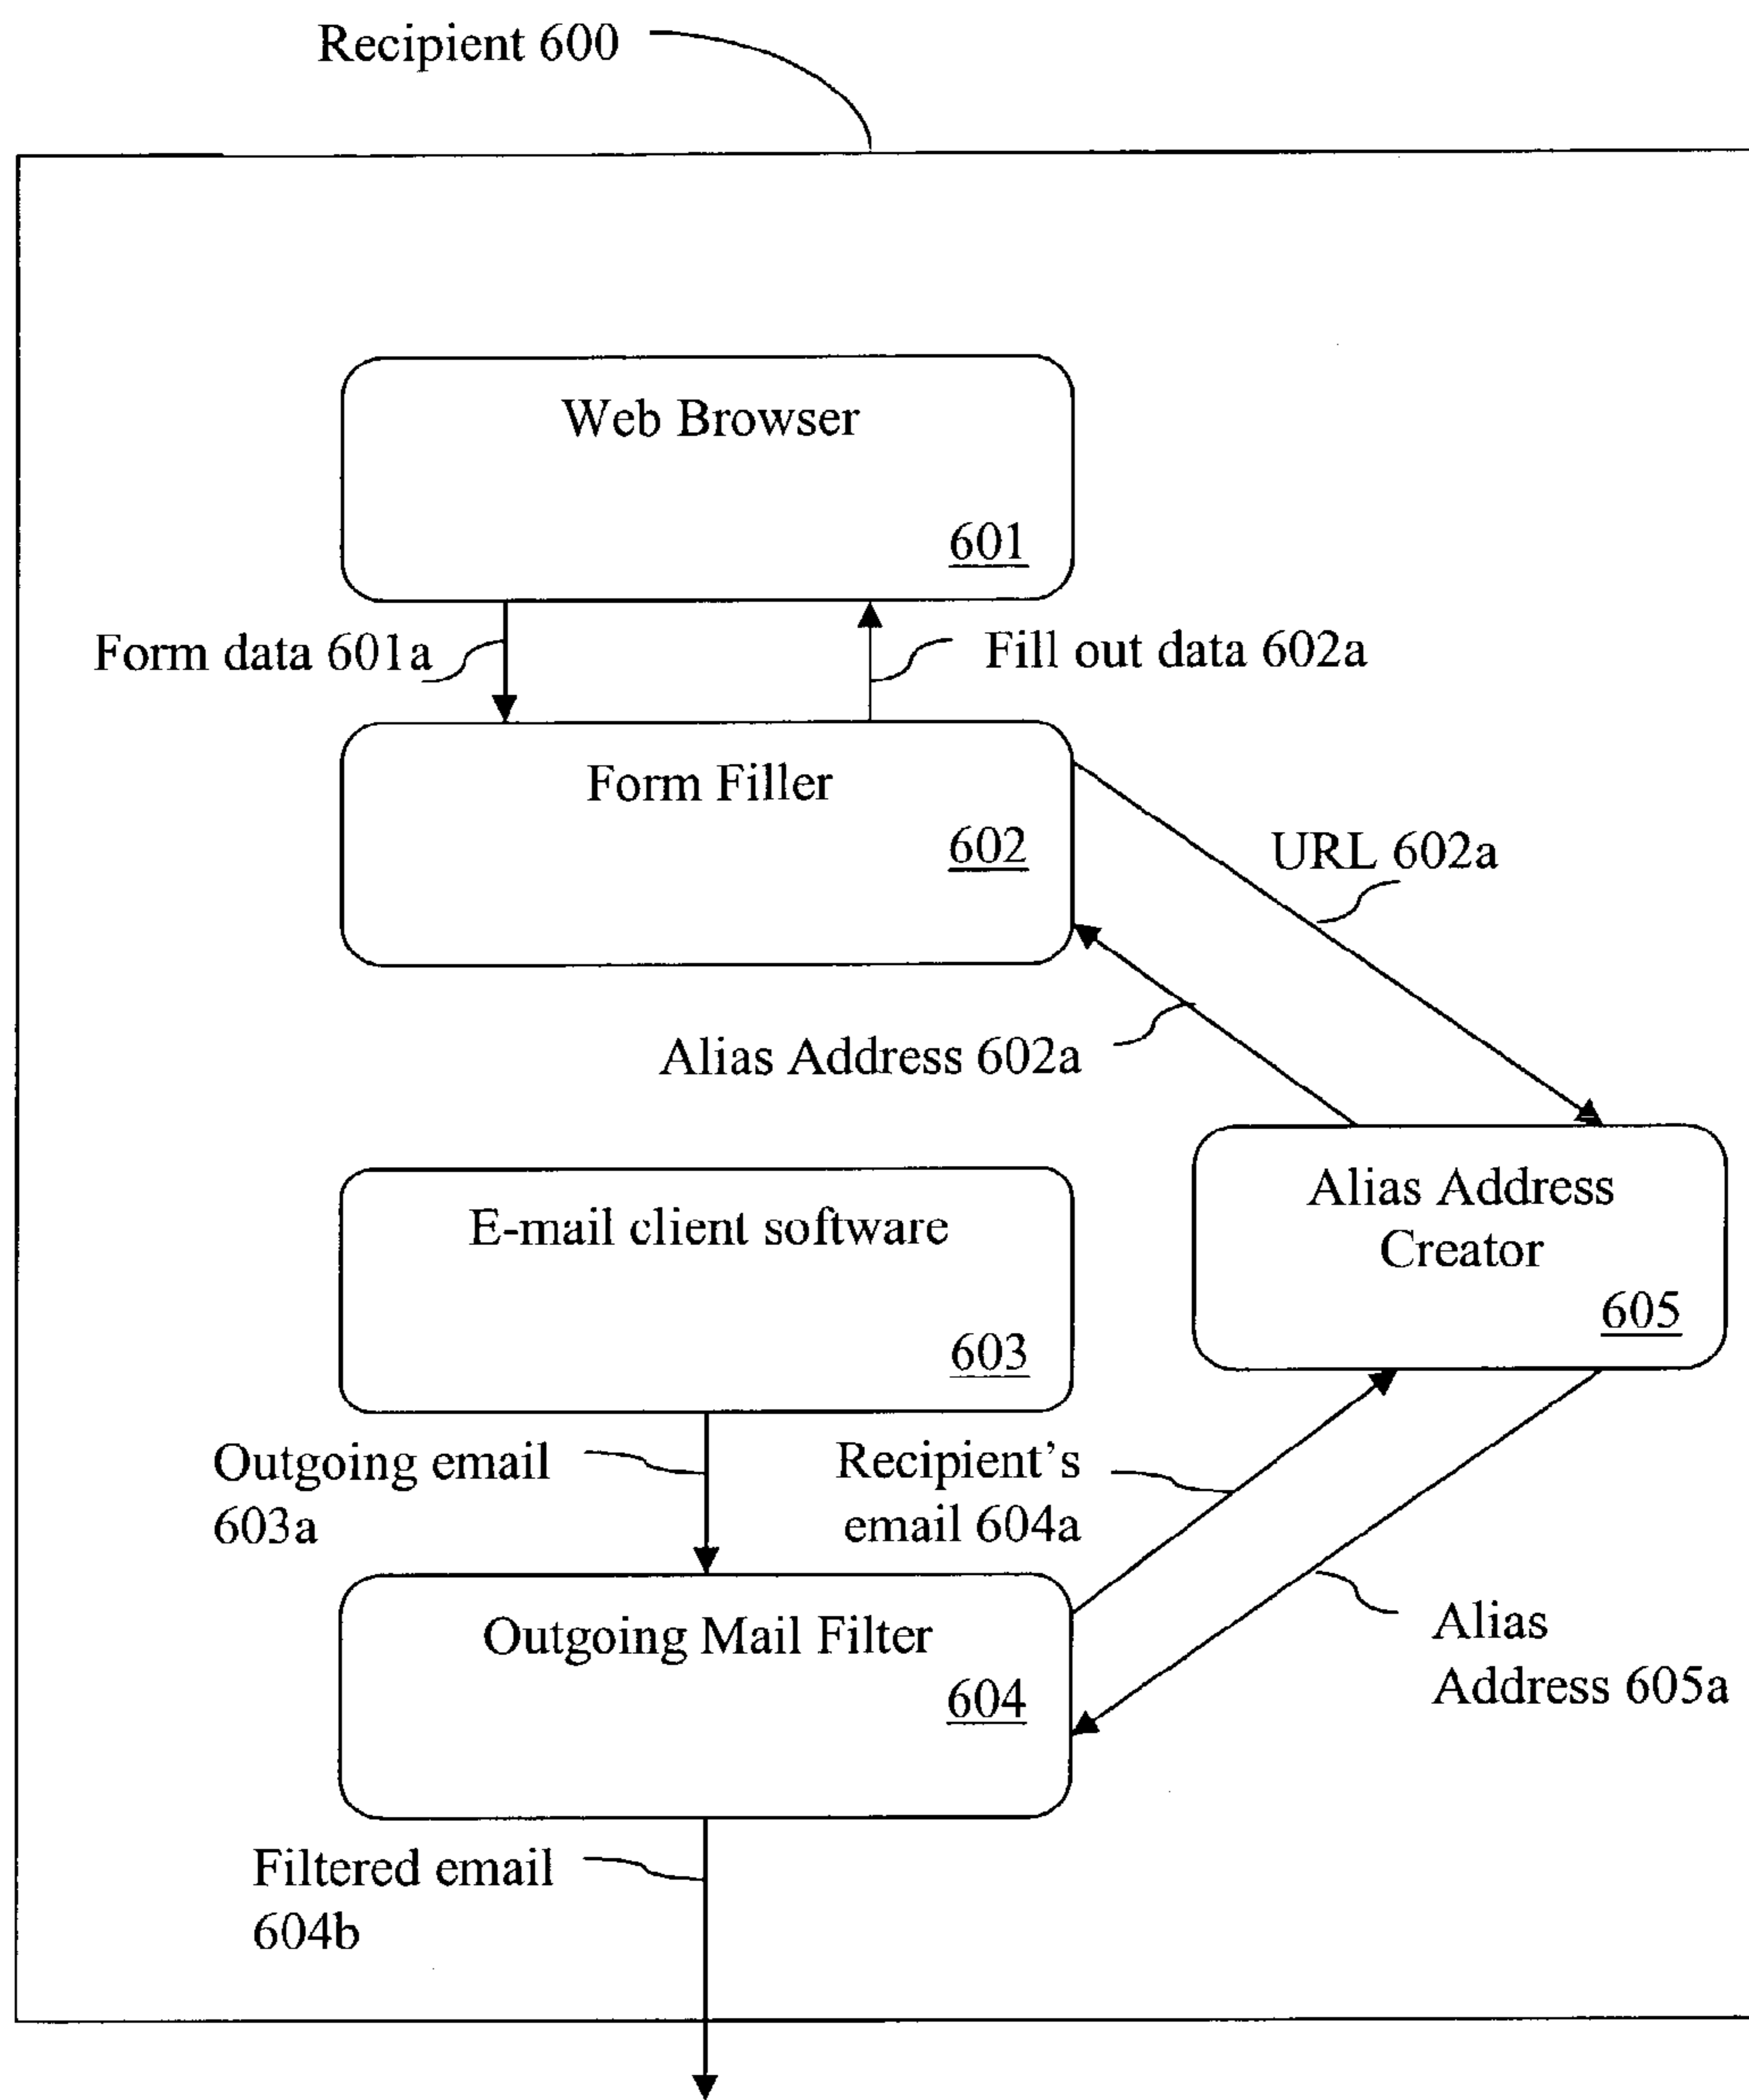 Recipient 600
Web Browser
601
Form data 601a
Fill out data 602a
Form Filler
602
URL 602a
Alias Address 602a
E-mail client software
603
Alias Address
Creator
605
Outgoing email
603a
Recipient's
email 604a
Outgoing Mail Filter
604
Alias
Address 605a
Filtered email
604b